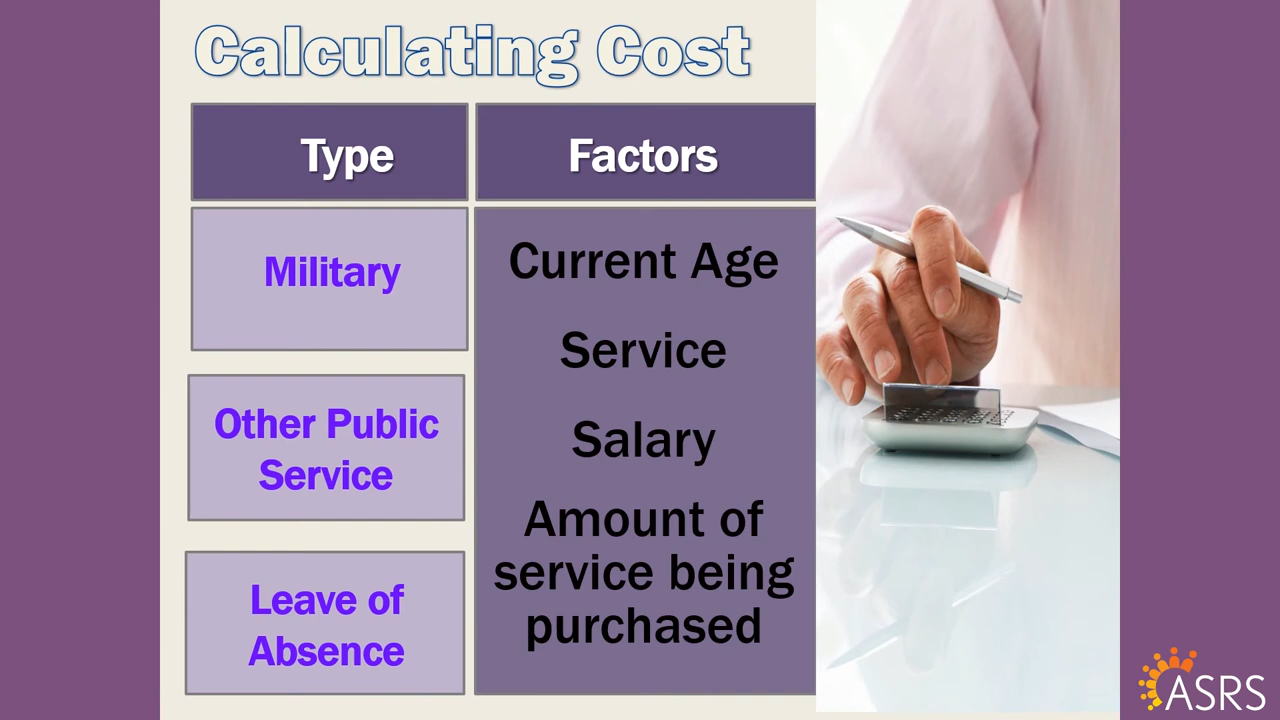 Calculating Cost
Type
Factors
Military
Other Public
Service
Leave of
Absence
Current Age
Service
Salary
Amount of
service being
purchased
ASRS